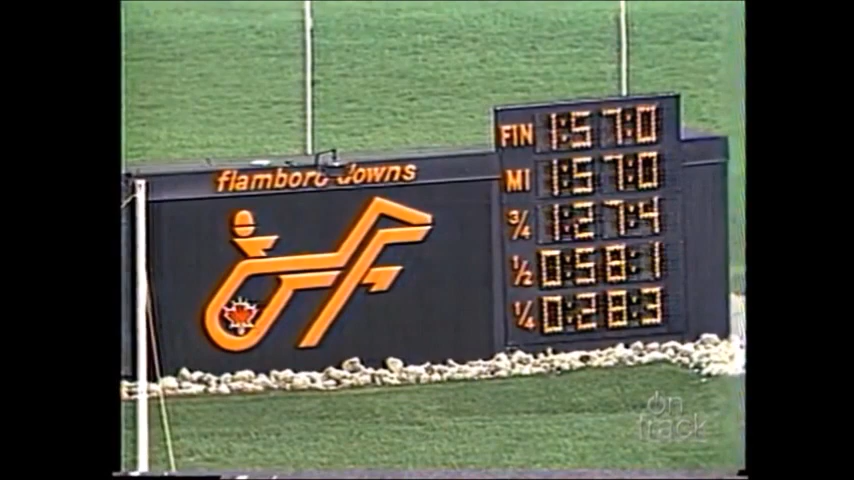 flamboro downs
FIN 1:57:0
MI 1:57:0
3/4 1:27:4
1/2 0:58:1
1/4 0:28:3
on track